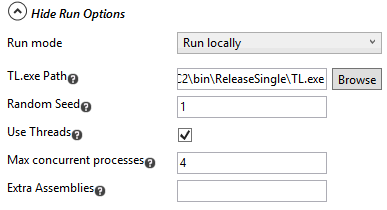 Hide Run Options
Run mode Run locally
TL.exe Path? C2\bin\ReleaseSingle\TL.exe Browse
Random Seed? 1
Use Threads?
Max concurrent processes? 4
Extra Assemblies?